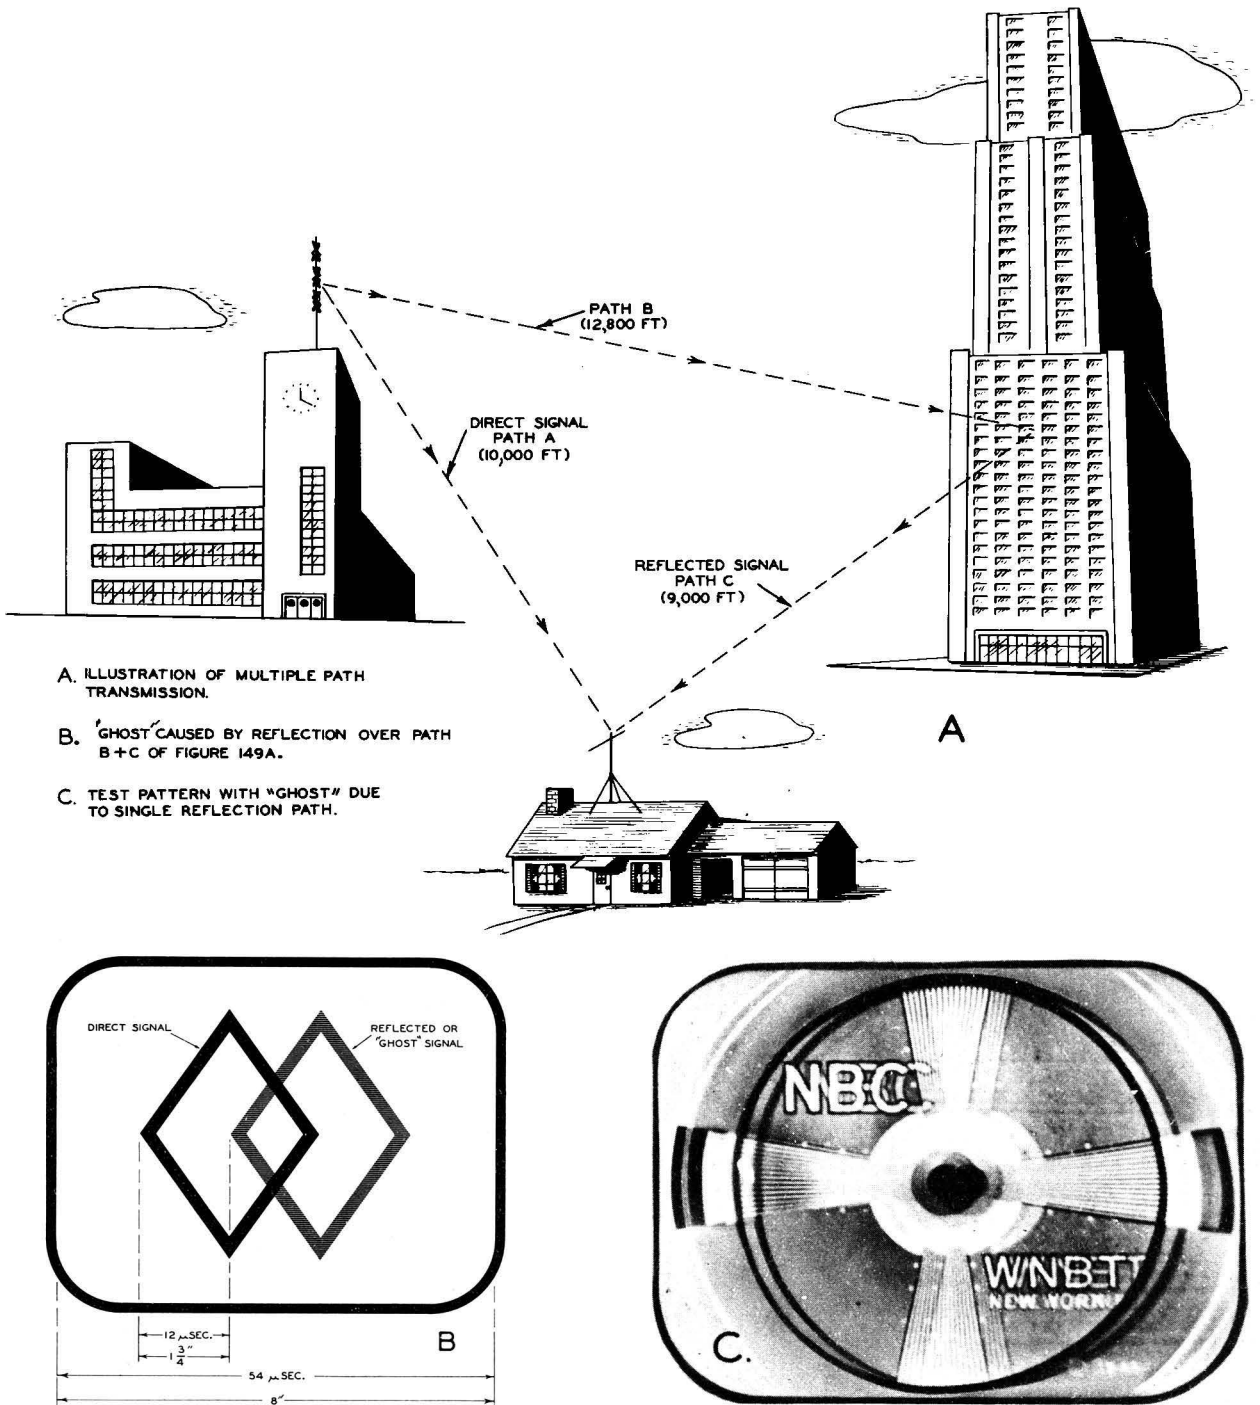 PATH B
(12,800 FT)
DIRECT SIGNAL
PATH A
(10,000 FT)
REFLECTED SIGNAL
PATH C
(9,000 FT)
A. ILLUSTRATION OF MULTIPLE PATH
TRANSMISSION.
B. "GHOST" CAUSED BY REFLECTION OVER PATH
B+C OF FIGURE 149A.
C. TEST PATTERN WITH "GHOST" DUE
TO SINGLE REFLECTION PATH.
A
DIRECT SIGNAL
REFLECTED OR
"GHOST" SIGNAL
12 μSEC.
1 3/4"
54 μSEC.
8"
B
NBC
WNBT
NEW YORK
C.